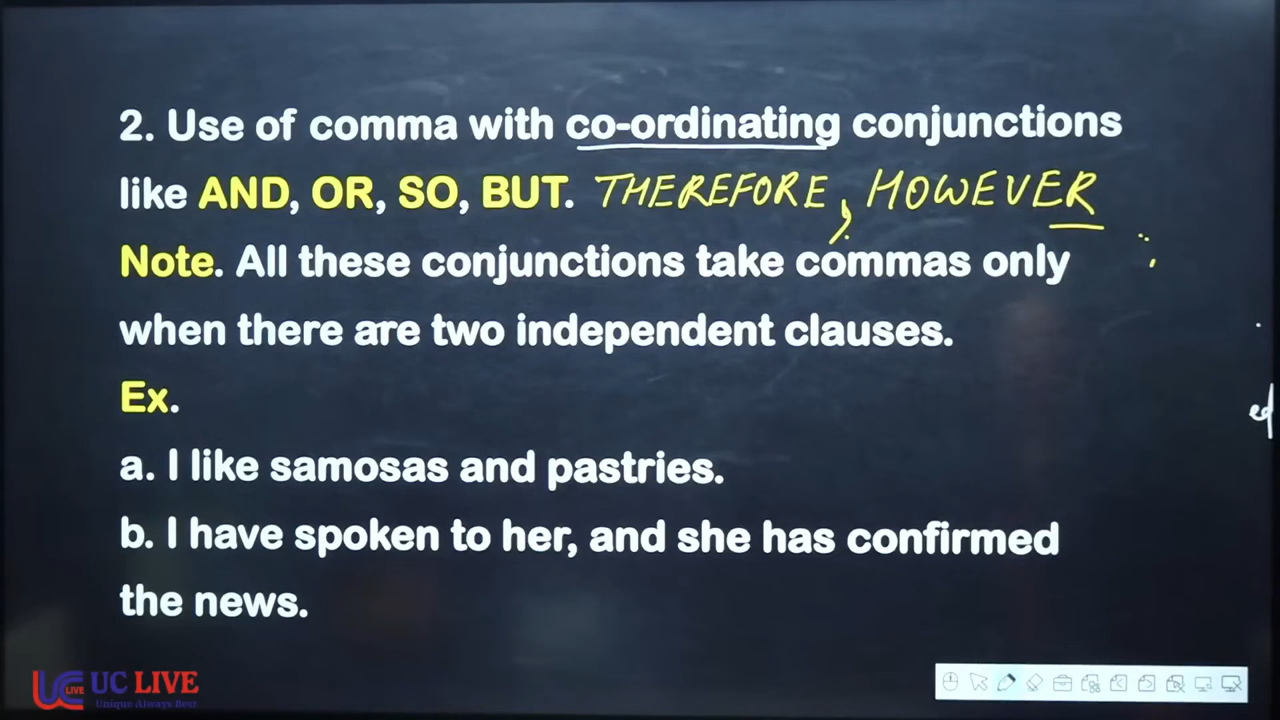 2. Use of comma with co-ordinating conjunctions
like AND, OR, SO, BUT. THEREFORE, HOWEVER
Note. All these conjunctions take commas only
when there are two independent clauses.
Ex.
a. I like samosas and pastries.
b. I have spoken to her, and she has confirmed
the news.
ed
UC LIVE
LIVE
Unique Always Best